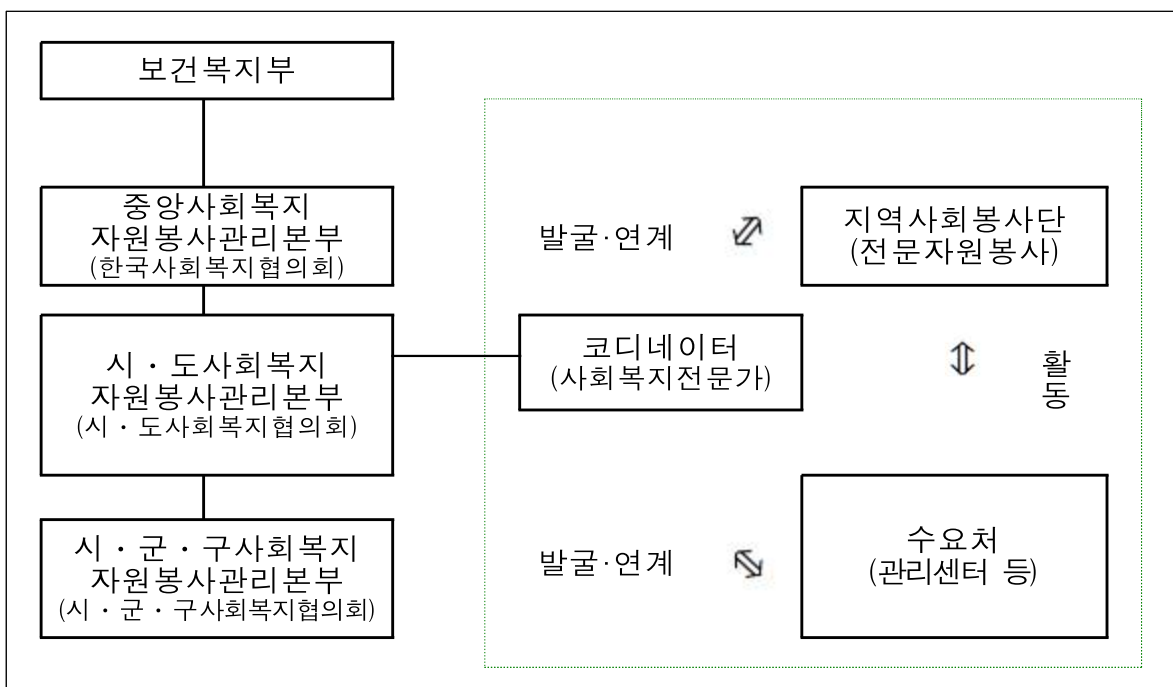 보건복지부
중앙사회복지
자원봉사관리본부
(한국사회복지협의회)
시・도사회복지
자원봉사관리본부
(시・도사회복지협의회)
시・군・구사회복지
자원봉사관리본부
(시・군・구사회복지협의회)
발굴·연계
지역사회봉사단
(전문자원봉사)
코디네이터
(사회복지전문가)
활
동
발굴·연계
수요처
(관리센터 등)